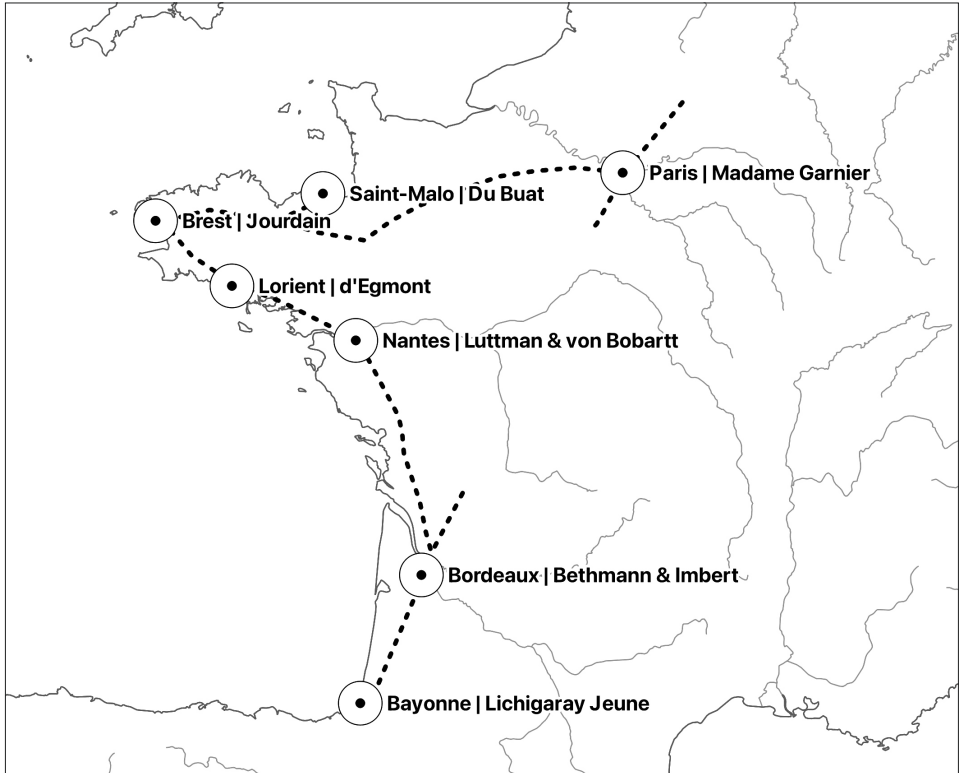 Paris | Madame Garnier
Saint-Malo | Du Buat
Brest | Jourdain
Lorient | d'Egmont
Nantes | Luttman & von Bobartt
Bordeaux | Bethmann & Imbert
Bayonne | Lichigaray Jeune